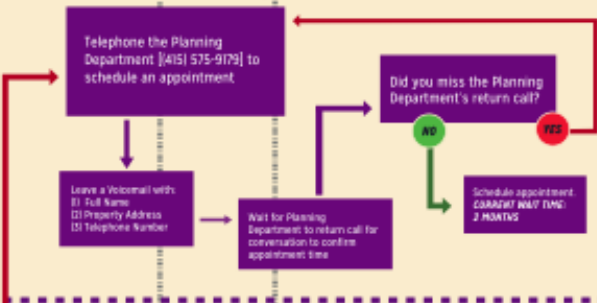 Telephone the Planning
Department [(415) 575-9179] to
schedule an appointment
Did you miss the Planning
Department's return call?
NO
YES
Leave a Voicemail with:
(1) Full Name
(2) Property Address
(3) Telephone Number
Wait for Planning
Department to return call for
conversation to confirm
appointment time
Schedule appointment.
CURRENT WAIT TIME:
3 MONTHS